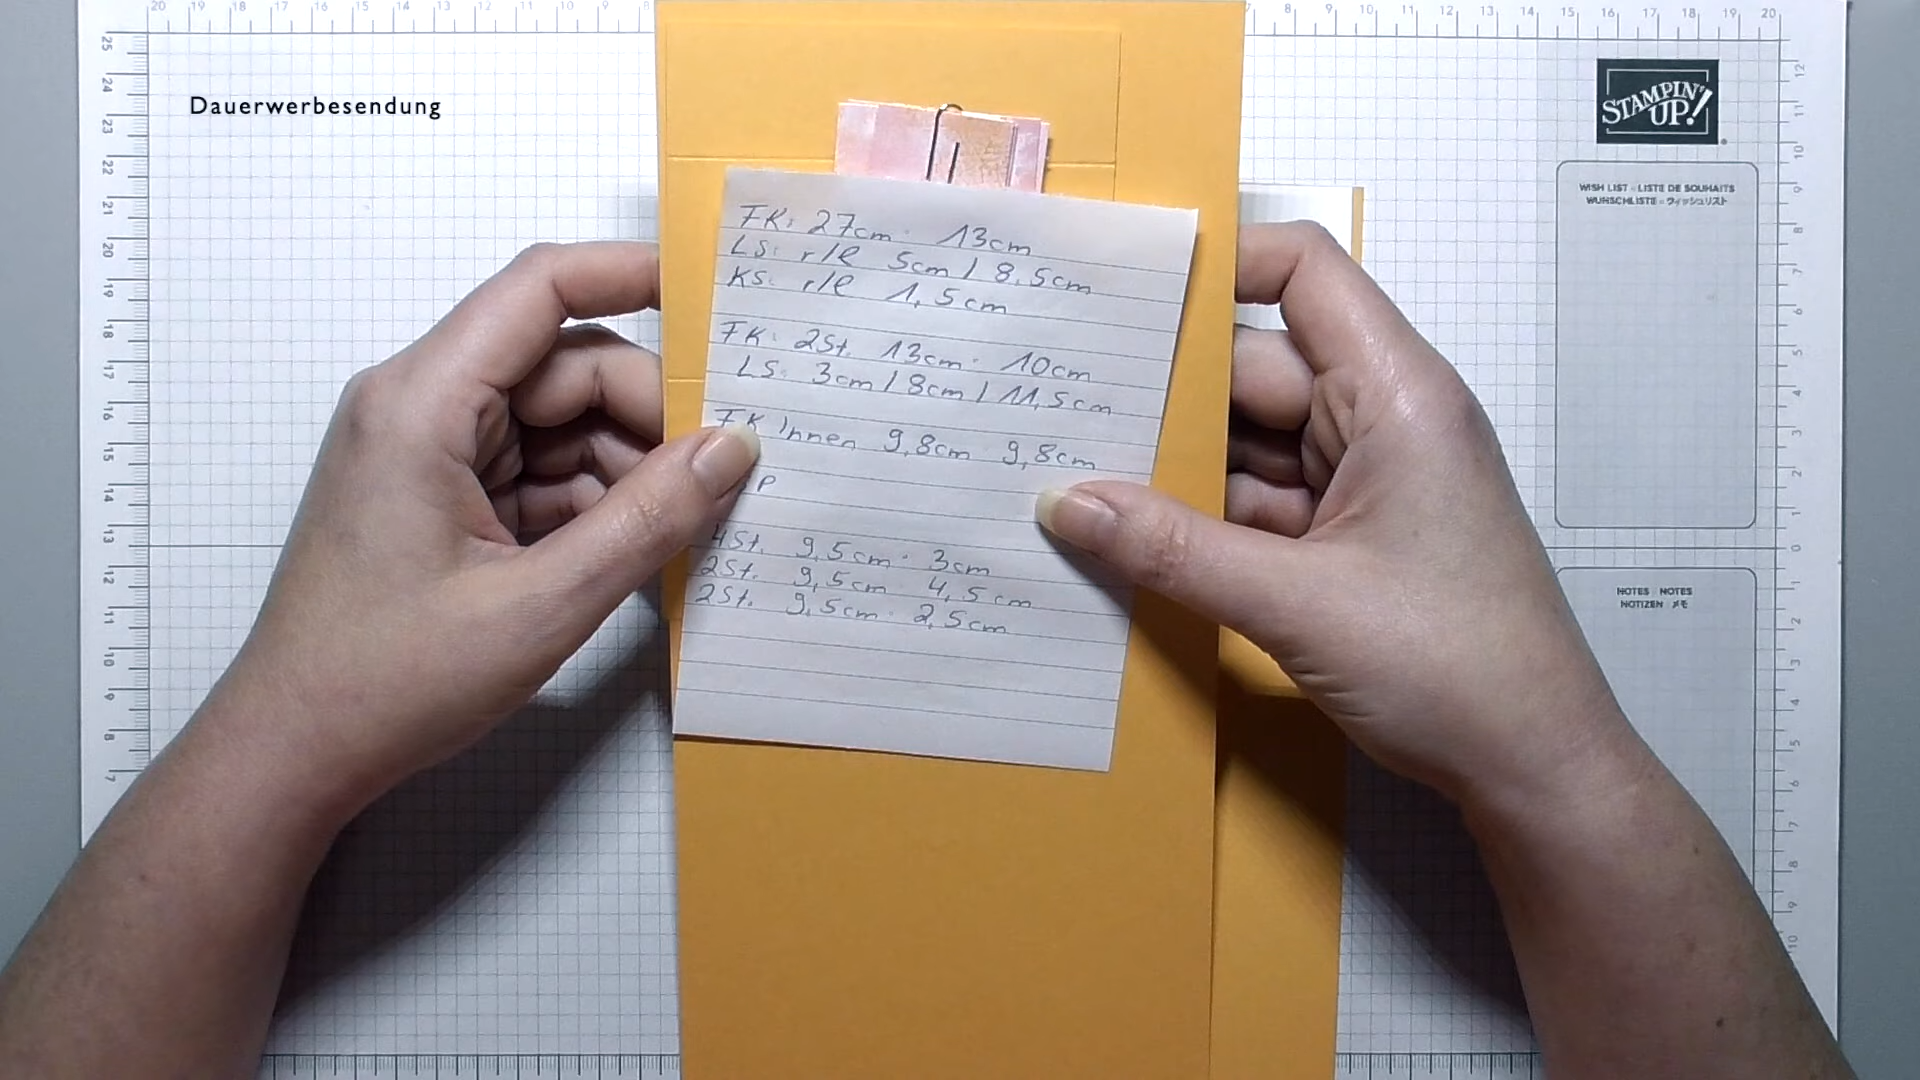 Dauerwerbesendung
STAMPIN' UP!
WISH LIST · LISTE DE SOUHAITS
WUNSCHLISTE · ウィッシュリスト
NOTES NOTES
NOTIZEN メモ
FK: 27cm · 13cm
LS: r/l 5cm / 8,5cm
KS: r/l 1,5cm
FK: 2St. 13cm · 10cm
LS: 3cm / 8cm / 11,5cm
FK Innen 9,8cm · 9,8cm
P
4St. 9,5cm · 3cm
2St. 9,5cm · 4,5cm
2St. 9,5cm · 2,5cm